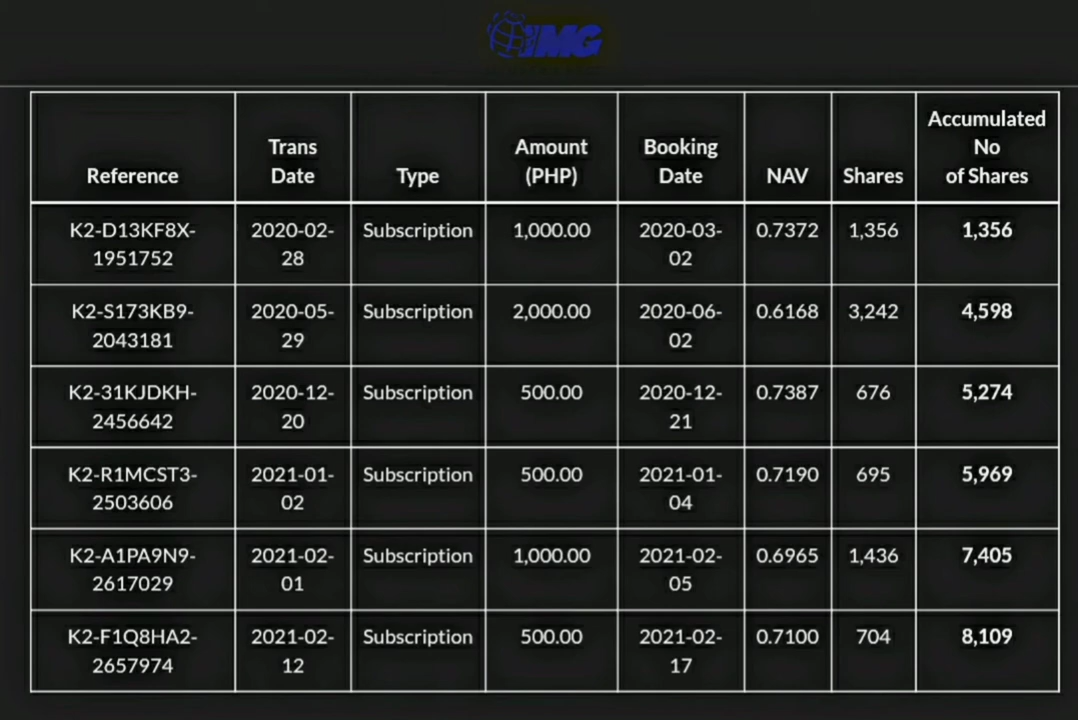 IMG
Reference | Trans Date | Type | Amount (PHP) | Booking Date | NAV | Shares | Accumulated No of Shares
K2-D13KF8X-1951752 | 2020-02-28 | Subscription | 1,000.00 | 2020-03-02 | 0.7372 | 1,356 | 1,356
K2-S173KB9-2043181 | 2020-05-29 | Subscription | 2,000.00 | 2020-06-02 | 0.6168 | 3,242 | 4,598
K2-31KJDKH-2456642 | 2020-12-20 | Subscription | 500.00 | 2020-12-21 | 0.7387 | 676 | 5,274
K2-R1MCST3-2503606 | 2021-01-02 | Subscription | 500.00 | 2021-01-04 | 0.7190 | 695 | 5,969
K2-A1PA9N9-2617029 | 2021-02-01 | Subscription | 1,000.00 | 2021-02-05 | 0.6965 | 1,436 | 7,405
K2-F1Q8HA2-2657974 | 2021-02-12 | Subscription | 500.00 | 2021-02-17 | 0.7100 | 704 | 8,109